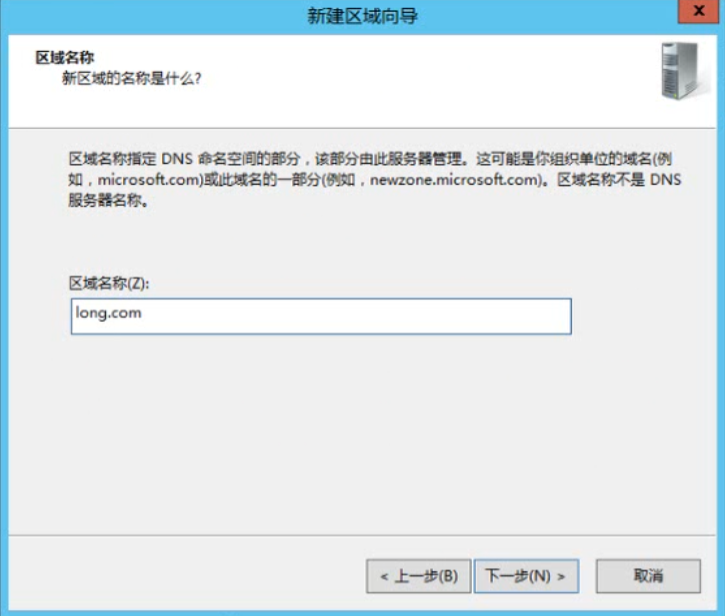 新建区域向导
x
区域名称
新区域的名称是什么?
区域名称指定 DNS 命名空间的部分，该部分由此服务器管理。这可能是你组织单位的域名(例
如，microsoft.com)或此域名的一部分(例如，newzone.microsoft.com)。区域名称不是 DNS
服务器名称。
区域名称(Z):
long.com
< 上一步(B)
下一步(N) >
取消